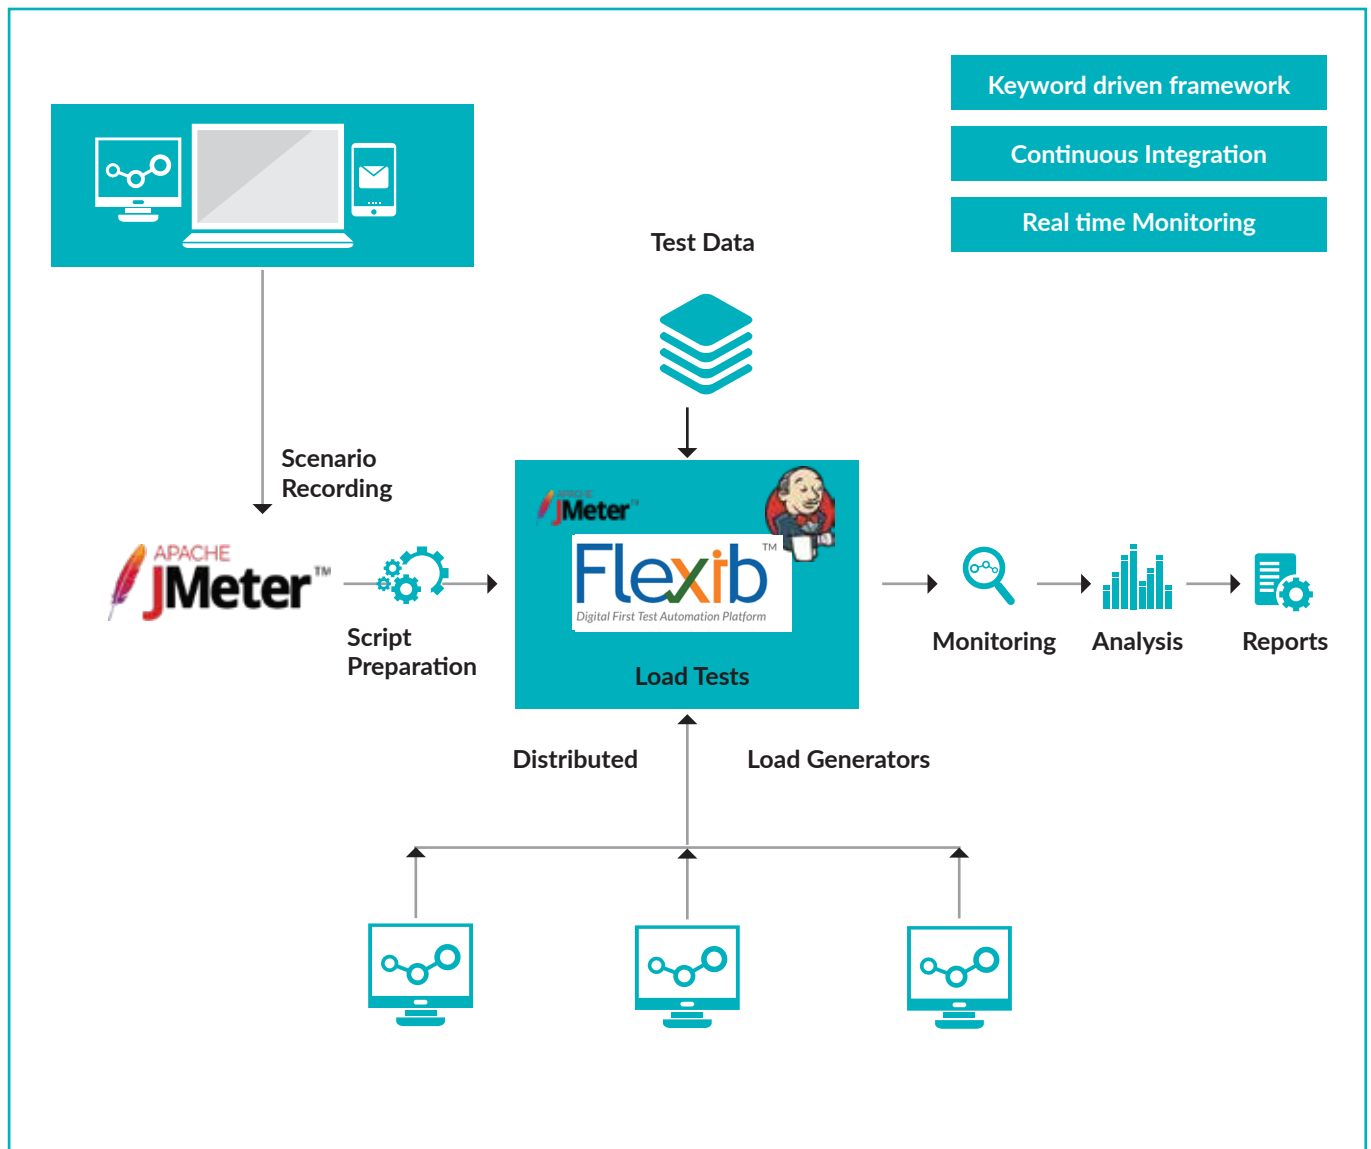 Keyword driven framework
Continuous Integration
Real time Monitoring
Test Data
Scenario
Recording
APACHE
JMeter™
Script
Preparation
APACHE
JMeter™
Flexib™
Digital First Test Automation Platform
Load Tests
Monitoring
Analysis
Reports
Distributed
Load Generators